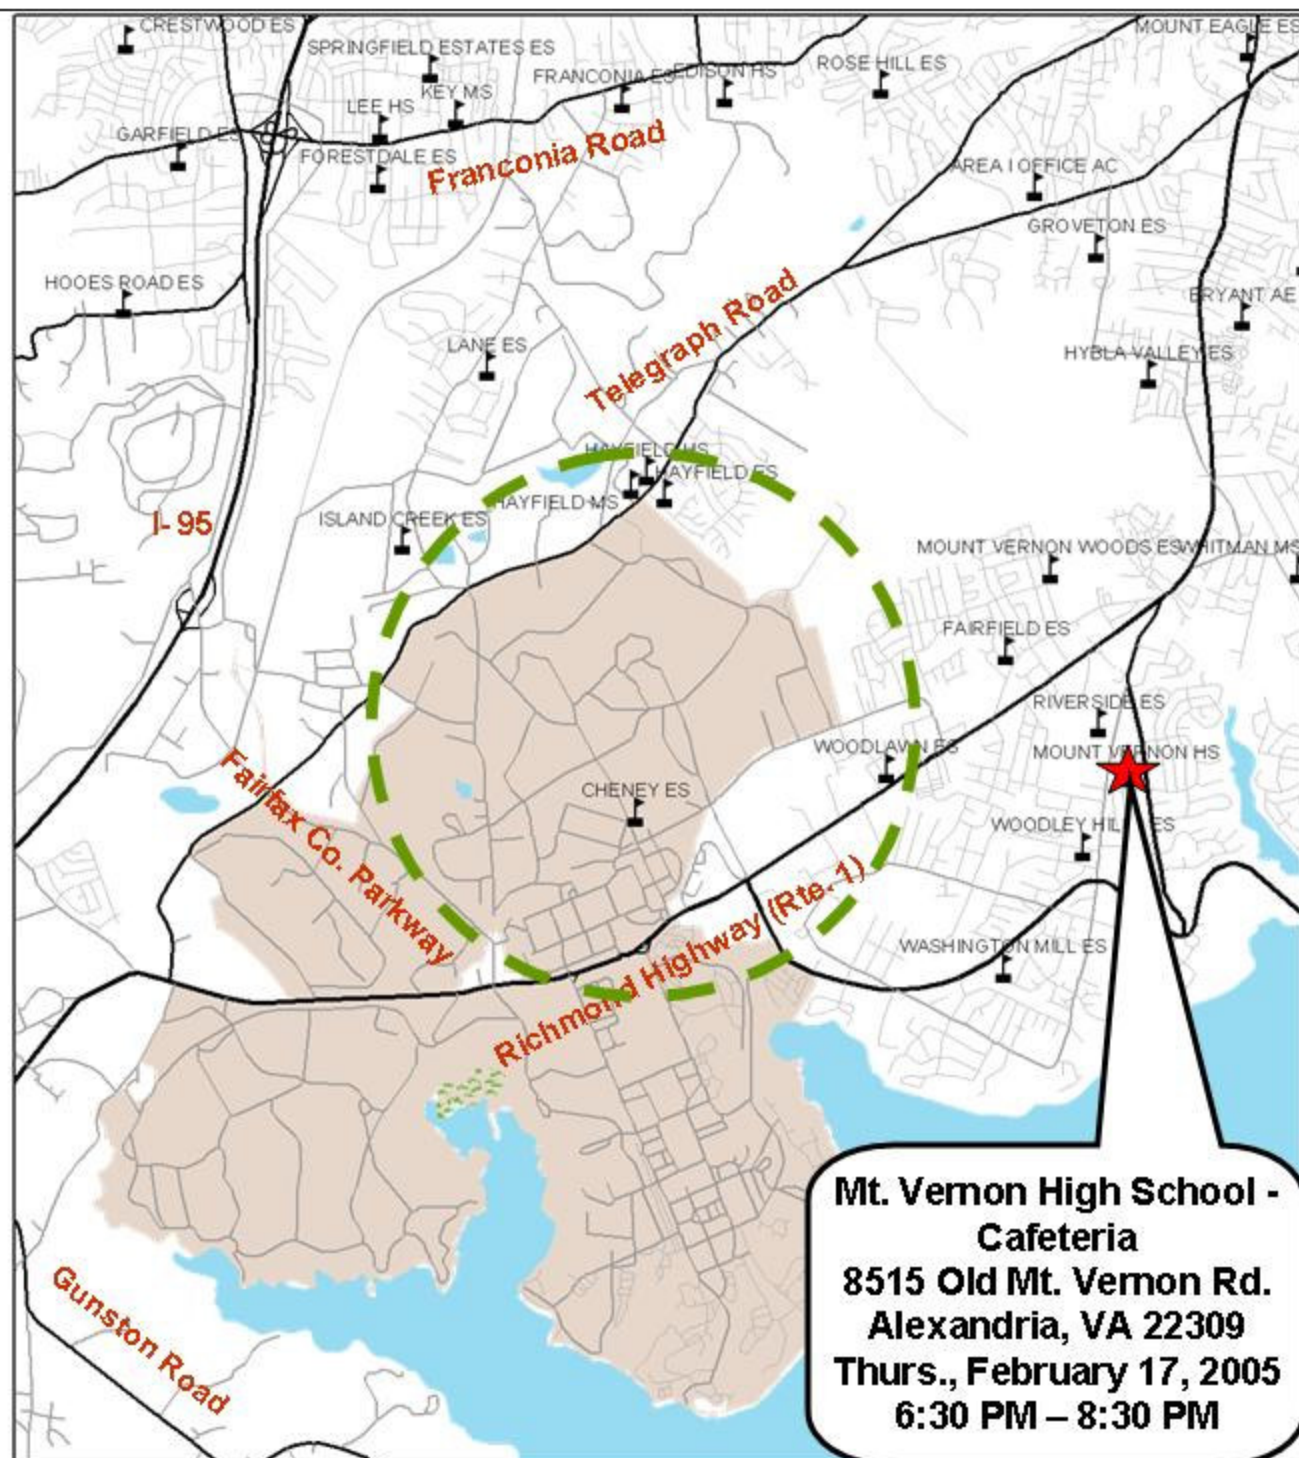 CRESTWOOD ES
MOUNT EAGLE ES
SPRINGFIELD ESTATES ES
ROSE HILL ES
FRANCONIA ES
EDISON HS
KEY MS
LEE HS
GARFIELD ES
Franconia Road
FORESTDALE ES
AREA I OFFICE AC
GROVETON ES
HOOES ROAD ES
BRYANT AE
Telegraph Road
LANE ES
HYBLA VALLEY ES
HAYFIELD HS
HAYFIELD ES
HAYFIELD MS
I-95
ISLAND CREEK ES
MOUNT VERNON WOODS ES
WHITMAN MS
FAIRFIELD ES
RIVERSIDE ES
WOODLAWN ES
MOUNT VERNON HS
Fairfax Co. Parkway
CHENEY ES
WOODLEY HILLS ES
Richmond Highway (Rte. 1)
WASHINGTON MILL ES
Gunston Road
Mt. Vernon High School -
Cafeteria
8515 Old Mt. Vernon Rd.
Alexandria, VA 22309
Thurs., February 17, 2005
6:30 PM – 8:30 PM